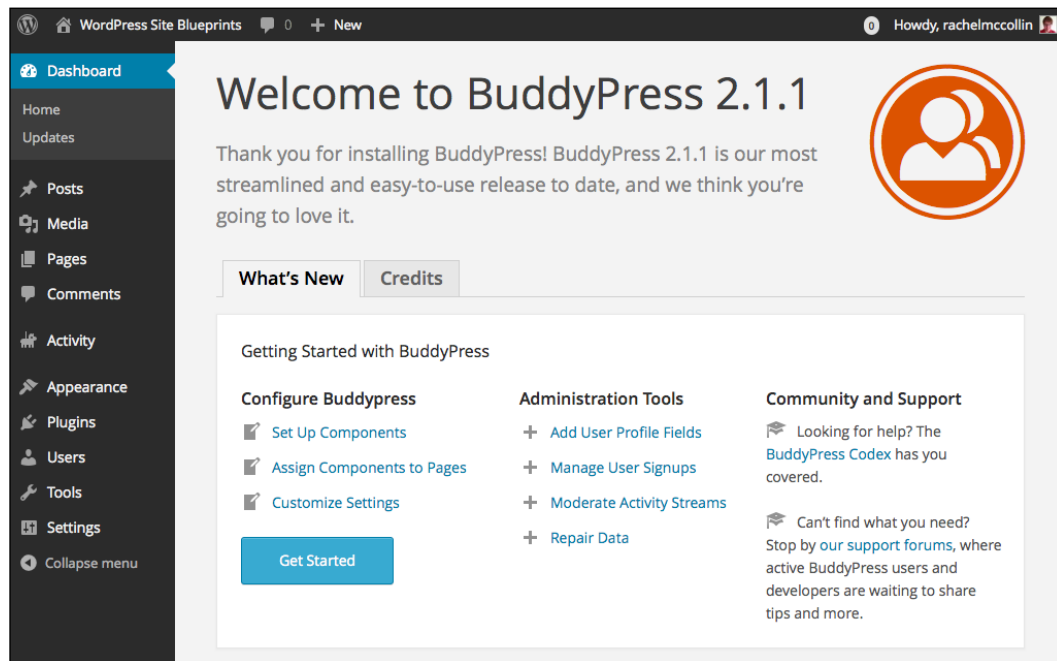 WordPress Site Blueprints 0 + New
0 Howdy, rachelmccollin
Dashboard
Home
Updates
Posts
Media
Pages
Comments
Activity
Appearance
Plugins
Users
Tools
Settings
Collapse menu
Welcome to BuddyPress 2.1.1
Thank you for installing BuddyPress! BuddyPress 2.1.1 is our most
streamlined and easy-to-use release to date, and we think you’re
going to love it.
What’s New Credits
Getting Started with BuddyPress
Configure Buddypress
Set Up Components
Assign Components to Pages
Customize Settings
Get Started
Administration Tools
Add User Profile Fields
Manage User Signups
Moderate Activity Streams
Repair Data
Community and Support
Looking for help? The
BuddyPress Codex has you
covered.
Can’t find what you need?
Stop by our support forums, where
active BuddyPress users and
developers are waiting to share
tips and more.